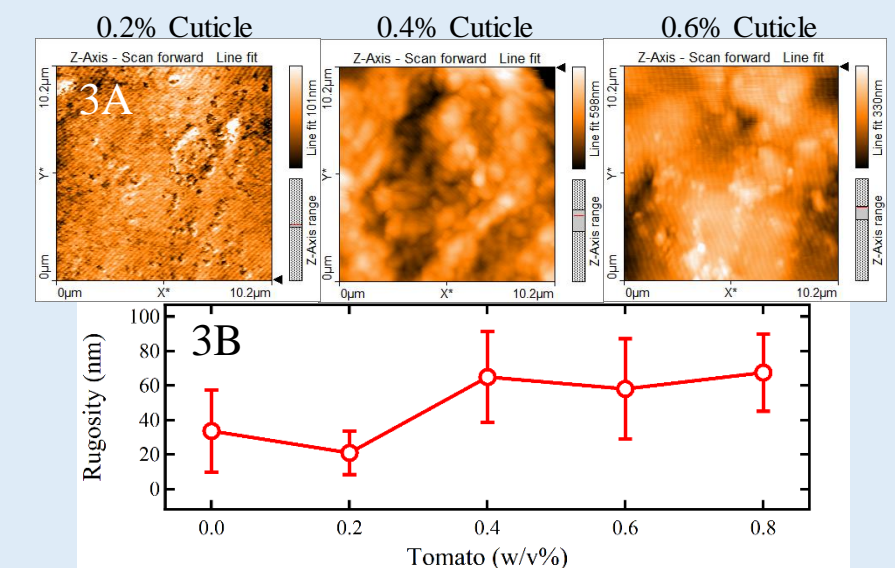 0.2% Cuticle 0.4% Cuticle 0.6% Cuticle
Z-Axis - Scan forward Line fit
Z-Axis - Scan forward Line fit
Z-Axis - Scan forward Line fit
3A
10.2µm
Y*
0µm
0µm X* 10.2µm
Line fit 101nm
Z-Axis range
10.2µm
Y*
0µm
0µm X* 10.2µm
Line fit 598nm
Z-Axis range
10.2µm
Y*
0µm
0µm X* 10.2µm
Line fit 330nm
Z-Axis range
3B
Rugosity (nm)
100
80
60
40
20
0
0.0 0.2 0.4 0.6 0.8
Tomato (w/v%)